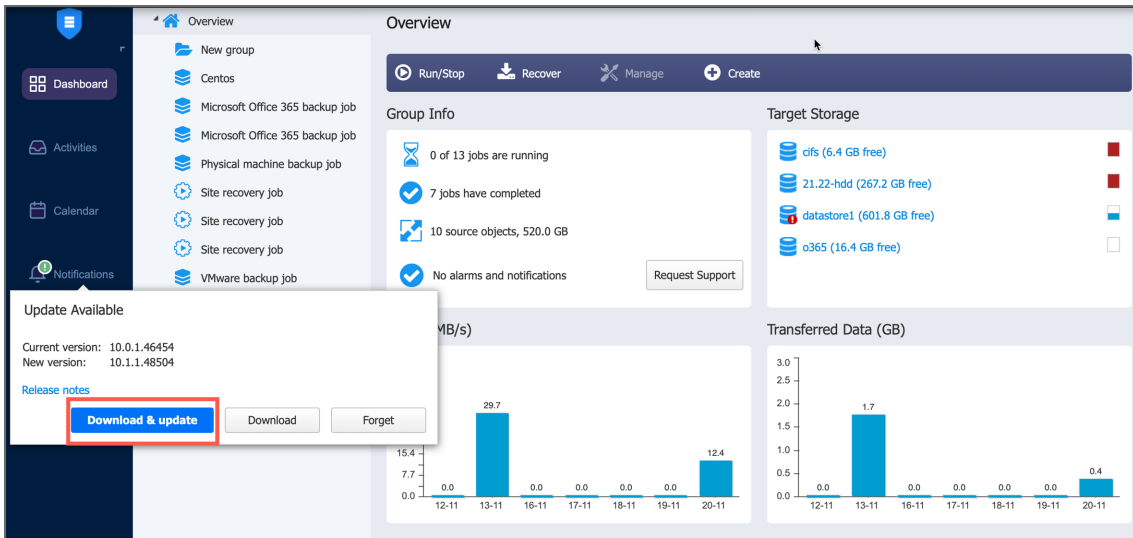 Dashboard
Activities
Calendar
Notifications
Overview
New group
Centos
Microsoft Office 365 backup job
Microsoft Office 365 backup job
Physical machine backup job
Site recovery job
Site recovery job
Site recovery job
VMware backup job
Update Available
Current version: 10.0.1.46454
New version: 10.1.1.48504
Release notes
Download & update Download Forget
Overview
Run/Stop Recover Manage Create
Group Info
0 of 13 jobs are running
7 jobs have completed
10 source objects, 520.0 GB
No alarms and notifications Request Support
Target Storage
cifs (6.4 GB free)
21.22-hdd (267.2 GB free)
datastore1 (601.8 GB free)
o365 (16.4 GB free)
MB/s)
29.7
15.4
12.4
7.7
0.0 0.0 0.0 0.0 0.0
0.0
12-11 13-11 16-11 17-11 18-11 19-11 20-11
Transferred Data (GB)
3.0
2.5
2.0
1.7
1.5
1.0
0.5
0.4
0.0 0.0 0.0 0.0 0.0
0.0
12-11 13-11 16-11 17-11 18-11 19-11 20-11